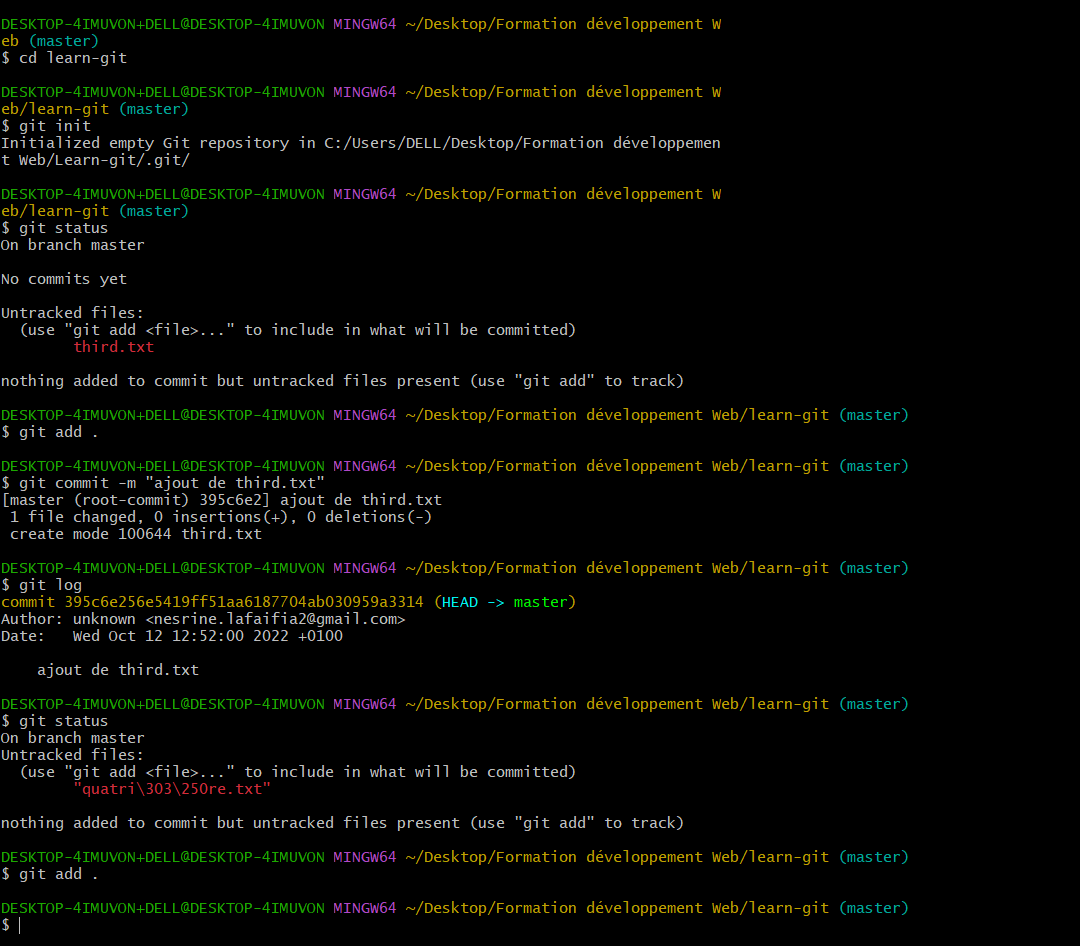 DESKTOP-4IMUVON+DELL@DESKTOP-4IMUVON MINGW64 ~/Desktop/Formation développement W
eb (master)
$ cd learn-git
DESKTOP-4IMUVON+DELL@DESKTOP-4IMUVON MINGW64 ~/Desktop/Formation développement W
eb/learn-git (master)
$ git init
Initialized empty Git repository in C:/Users/DELL/Desktop/Formation développemen
t Web/Learn-git/.git/
DESKTOP-4IMUVON+DELL@DESKTOP-4IMUVON MINGW64 ~/Desktop/Formation développement W
eb/learn-git (master)
$ git status
On branch master
No commits yet
Untracked files:
  (use "git add <file>..." to include in what will be committed)
        third.txt
nothing added to commit but untracked files present (use "git add" to track)
DESKTOP-4IMUVON+DELL@DESKTOP-4IMUVON MINGW64 ~/Desktop/Formation développement Web/learn-git (master)
$ git add .
DESKTOP-4IMUVON+DELL@DESKTOP-4IMUVON MINGW64 ~/Desktop/Formation développement Web/learn-git (master)
$ git commit -m "ajout de third.txt"
[master (root-commit) 395c6e2] ajout de third.txt
 1 file changed, 0 insertions(+), 0 deletions(-)
 create mode 100644 third.txt
DESKTOP-4IMUVON+DELL@DESKTOP-4IMUVON MINGW64 ~/Desktop/Formation développement Web/learn-git (master)
$ git log
commit 395c6e256e5419ff51aa6187704ab030959a3314 (HEAD -> master)
Author: unknown <nesrine.lafaifia2@gmail.com>
Date:   Wed Oct 12 12:52:00 2022 +0100
    ajout de third.txt
DESKTOP-4IMUVON+DELL@DESKTOP-4IMUVON MINGW64 ~/Desktop/Formation développement Web/learn-git (master)
$ git status
On branch master
Untracked files:
  (use "git add <file>..." to include in what will be committed)
        "quatri\303\250re.txt"
nothing added to commit but untracked files present (use "git add" to track)
DESKTOP-4IMUVON+DELL@DESKTOP-4IMUVON MINGW64 ~/Desktop/Formation développement Web/learn-git (master)
$ git add .
DESKTOP-4IMUVON+DELL@DESKTOP-4IMUVON MINGW64 ~/Desktop/Formation développement Web/learn-git (master)
$